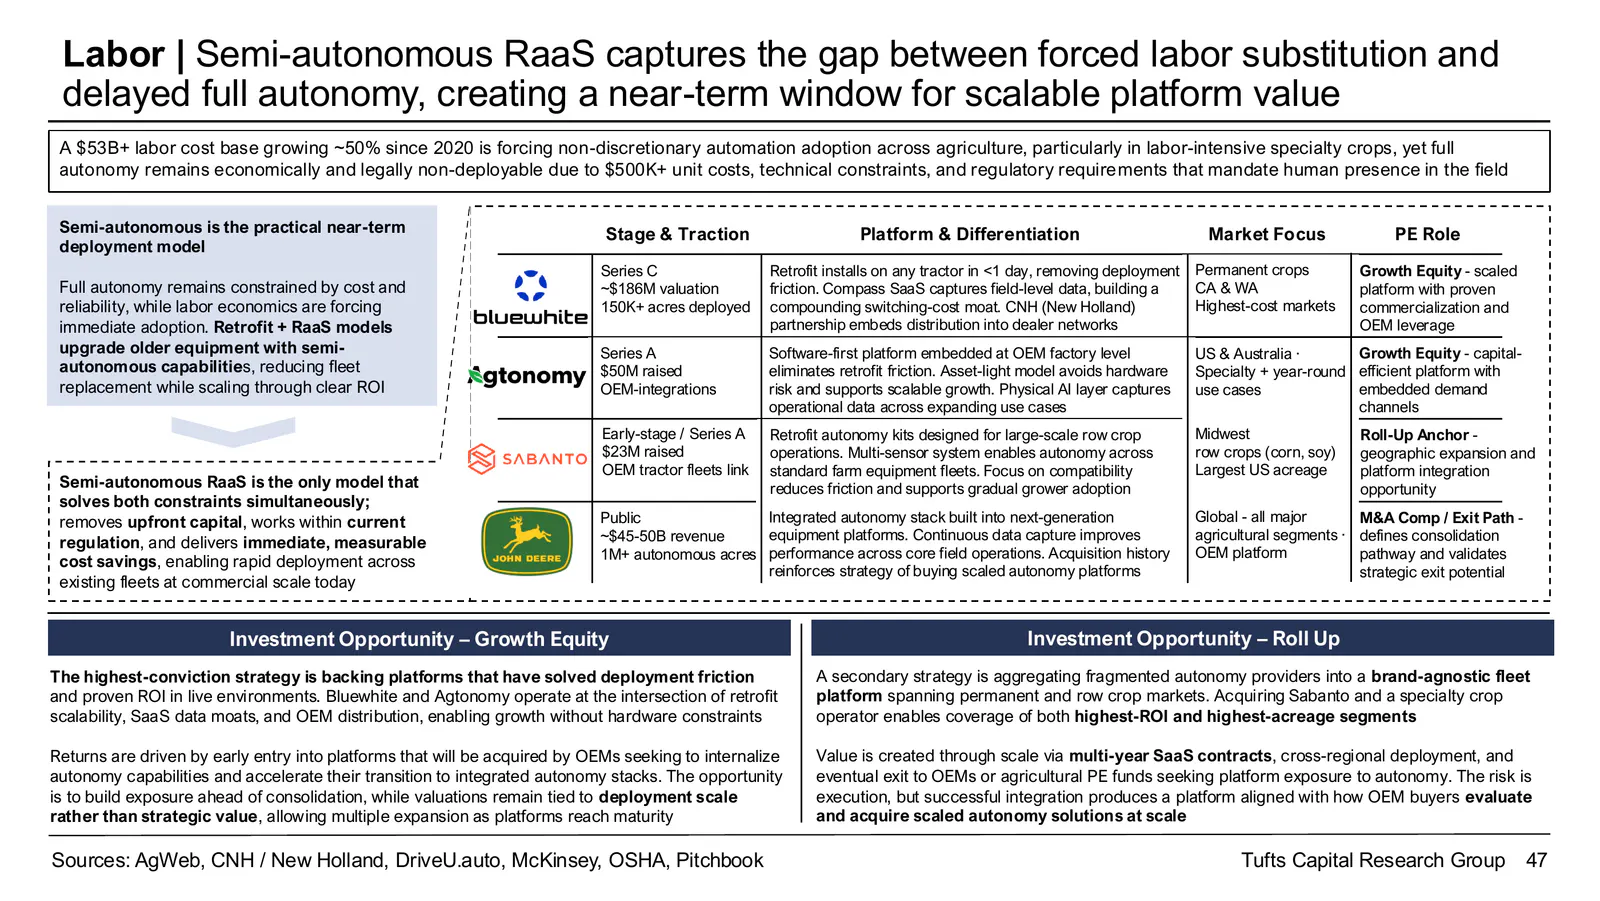 Labor | Semi-autonomous RaaS captures the gap between forced labor substitution and
delayed full autonomy, creating a near-term window for scalable platform value
A $53B+ labor cost base growing ~50% since 2020 is forcing non-discretionary automation adoption across agriculture, particularly in labor-intensive specialty crops, yet full
autonomy remains economically and legally non-deployable due to $500K+ unit costs, technical constraints, and regulatory requirements that mandate human presence in the field
Semi-autonomous is the practical near-term
deployment model
Full autonomy remains constrained by cost and
reliability, while labor economics are forcing
immediate adoption. Retrofit + RaaS models
upgrade older equipment with semi-
autonomous capabilities, reducing fleet
replacement while scaling through clear ROI
Semi-autonomous RaaS is the only model that
solves both constraints simultaneously;
removes upfront capital, works within current
regulation, and delivers immediate, measurable
cost savings, enabling rapid deployment across
existing fleets at commercial scale today
Stage & Traction
Platform & Differentiation
Market Focus
PE Role
bluewhite
Series C
~$186M valuation
150K+ acres deployed
Retrofit installs on any tractor in <1 day, removing deployment
friction. Compass SaaS captures field-level data, building a
compounding switching-cost moat. CNH (New Holland)
partnership embeds distribution into dealer networks
Permanent crops
CA & WA
Highest-cost markets
Growth Equity - scaled
platform with proven
commercialization and
OEM leverage
Agtonomy
Series A
$50M raised
OEM-integrations
Software-first platform embedded at OEM factory level
eliminates retrofit friction. Asset-light model avoids hardware
risk and supports scalable growth. Physical AI layer captures
operational data across expanding use cases
US & Australia ·
Specialty + year-round
use cases
Growth Equity - capital-
efficient platform with
embedded demand
channels
SABANTO
Early-stage / Series A
$23M raised
OEM tractor fleets link
Retrofit autonomy kits designed for large-scale row crop
operations. Multi-sensor system enables autonomy across
standard farm equipment fleets. Focus on compatibility
reduces friction and supports gradual grower adoption
Midwest
row crops (corn, soy)
Largest US acreage
Roll-Up Anchor -
geographic expansion and
platform integration
opportunity
JOHN DEERE
Public
~$45-50B revenue
1M+ autonomous acres
Integrated autonomy stack built into next-generation
equipment platforms. Continuous data capture improves
performance across core field operations. Acquisition history
reinforces strategy of buying scaled autonomy platforms
Global - all major
agricultural segments ·
OEM platform
M&A Comp / Exit Path -
defines consolidation
pathway and validates
strategic exit potential
Investment Opportunity – Growth Equity
The highest-conviction strategy is backing platforms that have solved deployment friction
and proven ROI in live environments. Bluewhite and Agtonomy operate at the intersection of retrofit
scalability, SaaS data moats, and OEM distribution, enabling growth without hardware constraints
Returns are driven by early entry into platforms that will be acquired by OEMs seeking to internalize
autonomy capabilities and accelerate their transition to integrated autonomy stacks. The opportunity
is to build exposure ahead of consolidation, while valuations remain tied to deployment scale
rather than strategic value, allowing multiple expansion as platforms reach maturity
Investment Opportunity – Roll Up
A secondary strategy is aggregating fragmented autonomy providers into a brand-agnostic fleet
platform spanning permanent and row crop markets. Acquiring Sabanto and a specialty crop
operator enables coverage of both highest-ROI and highest-acreage segments
Value is created through scale via multi-year SaaS contracts, cross-regional deployment, and
eventual exit to OEMs or agricultural PE funds seeking platform exposure to autonomy. The risk is
execution, but successful integration produces a platform aligned with how OEM buyers evaluate
and acquire scaled autonomy solutions at scale
Sources: AgWeb, CNH / New Holland, DriveU.auto, McKinsey, OSHA, Pitchbook
Tufts Capital Research Group 47